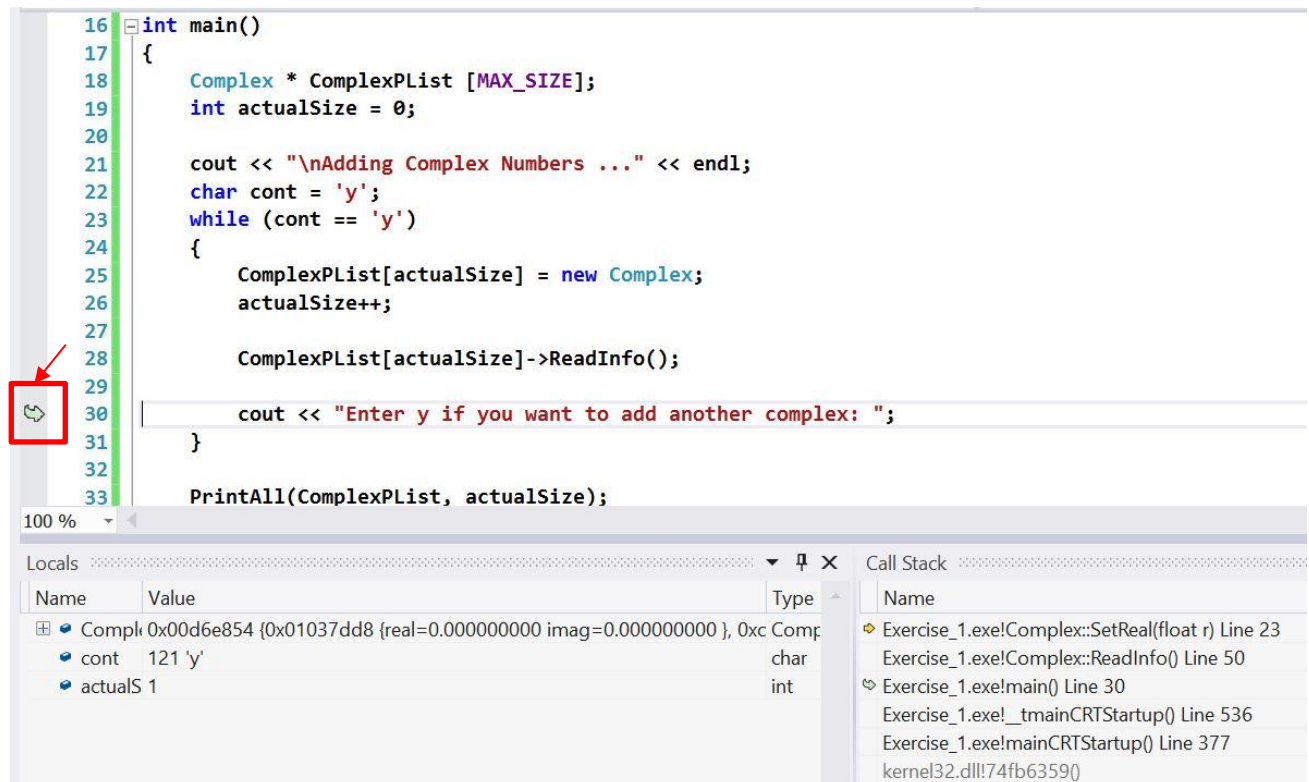 16 int main()
17 {
18 Complex * ComplexPList [MAX_SIZE];
19 int actualSize = 0;
20
21 cout << "\nAdding Complex Numbers ..." << endl;
22 char cont = 'y';
23 while (cont == 'y')
24 {
25 ComplexPList[actualSize] = new Complex;
26 actualSize++;
27
28 ComplexPList[actualSize]->ReadInfo();
29
30 cout << "Enter y if you want to add another complex: ";
31 }
32
33 PrintAll(ComplexPList, actualSize);
100 %
Locals
Name Value Type
Comple 0x00d6e854 {0x01037dd8 {real=0.000000000 imag=0.000000000 }, 0xc Comp
cont 121 'y' char
actualS 1 int
Call Stack
Name
Exercise_1.exe!Complex::SetReal(float r) Line 23
Exercise_1.exe!Complex::ReadInfo() Line 50
Exercise_1.exe!main() Line 30
Exercise_1.exe!__tmainCRTStartup() Line 536
Exercise_1.exe!mainCRTStartup() Line 377
kernel32.dll!74fb6359()